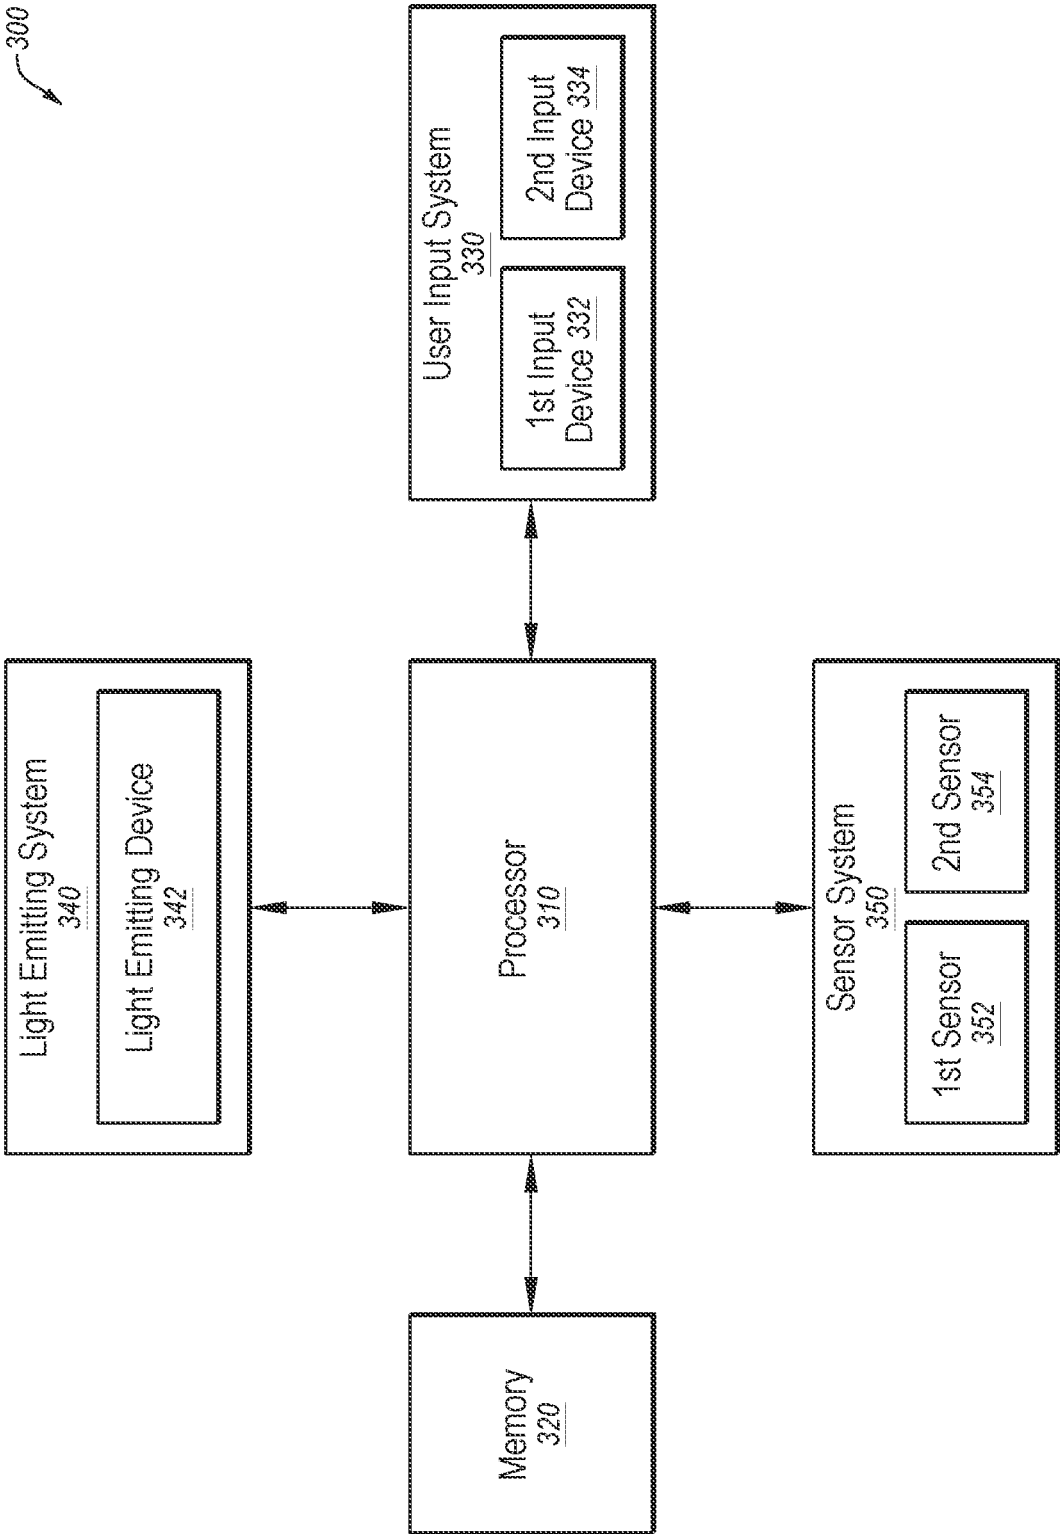 300
Light Emitting System
340
Light Emitting Device
342
Memory
320
Processor
310
User Input System
330
1st Input
Device 332
2nd Input
Device 334
Sensor System
350
1st Sensor
352
2nd Sensor
354